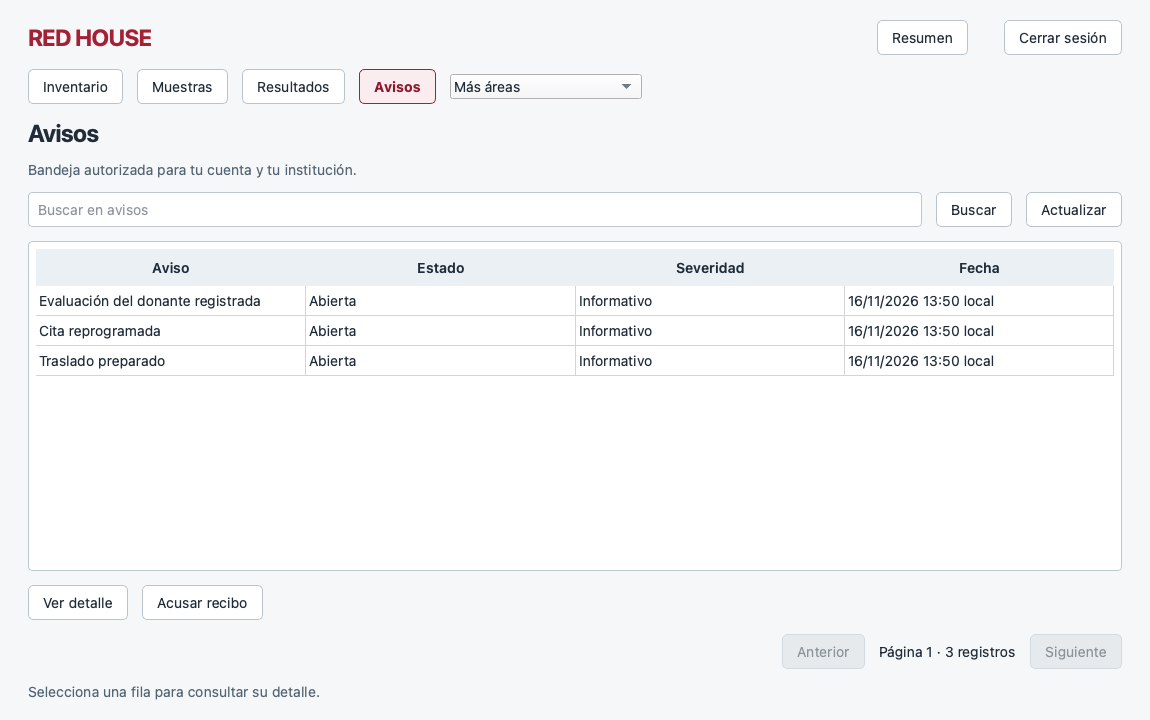 RED HOUSE
Resumen
Cerrar sesión
Inventario
Muestras
Resultados
Avisos
Más áreas
Avisos
Bandeja autorizada para tu cuenta y tu institución.
Buscar en avisos
Buscar
Actualizar
Aviso Estado Severidad Fecha
Evaluación del donante registrada Abierta Informativo 16/11/2026 13:50 local
Cita reprogramada Abierta Informativo 16/11/2026 13:50 local
Traslado preparado Abierta Informativo 16/11/2026 13:50 local
Ver detalle
Acusar recibo
Anterior
Página 1 · 3 registros
Siguiente
Selecciona una fila para consultar su detalle.